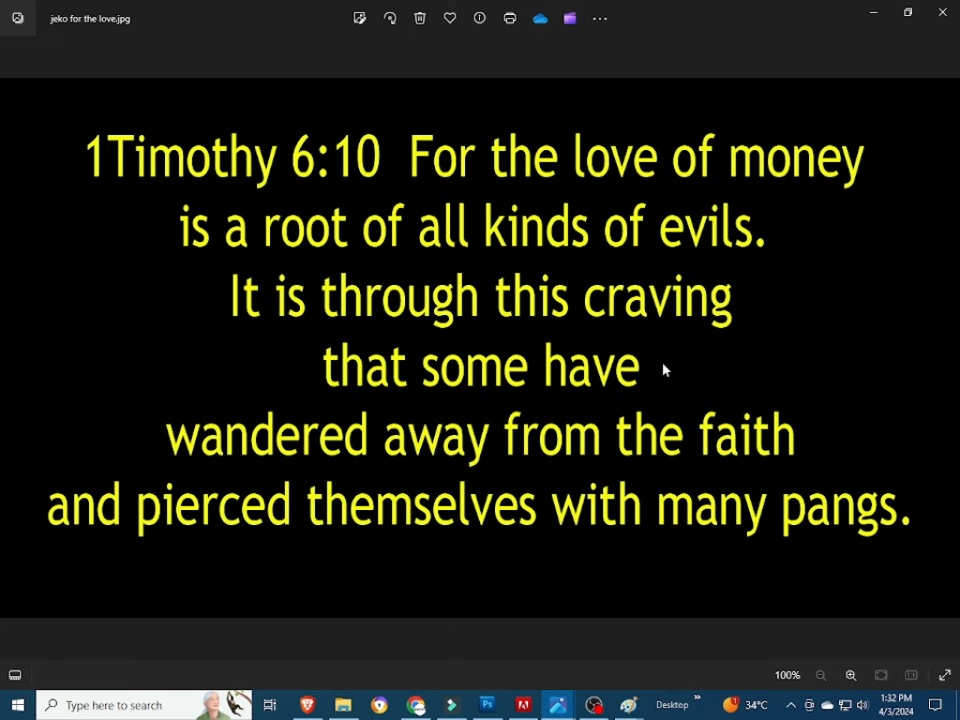 jeko for the love.jpg
1Timothy 6:10 For the love of money
is a root of all kinds of evils.
It is through this craving
that some have
wandered away from the faith
and pierced themselves with many pangs.
100%
Type here to search
Ps
Desktop
34°C
1:32 PM
4/3/2024